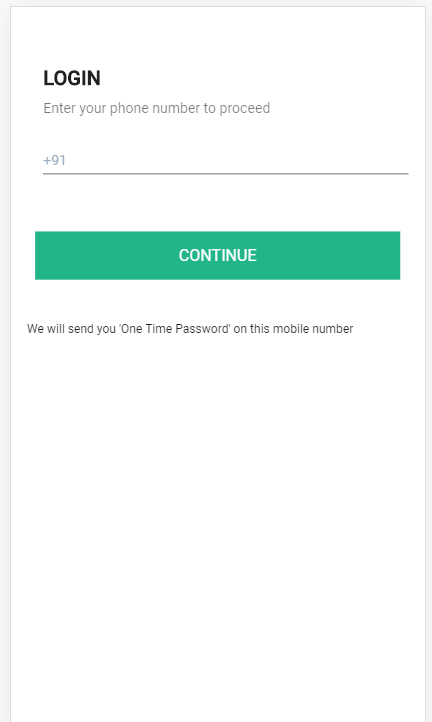 LOGIN
Enter your phone number to proceed
+91
CONTINUE
We will send you 'One Time Password' on this mobile number